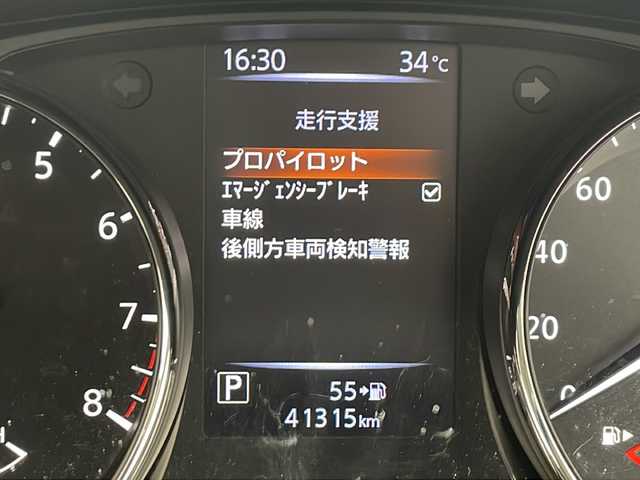 16:30 34℃
走行支援
プロパイロット
ｴﾏｰｼﾞｪﾝｼｰﾌﾞﾚｰｷ
車線
後側方車両検知警報
P 55
41315km
5
6
7
8
H
60
40
20
0